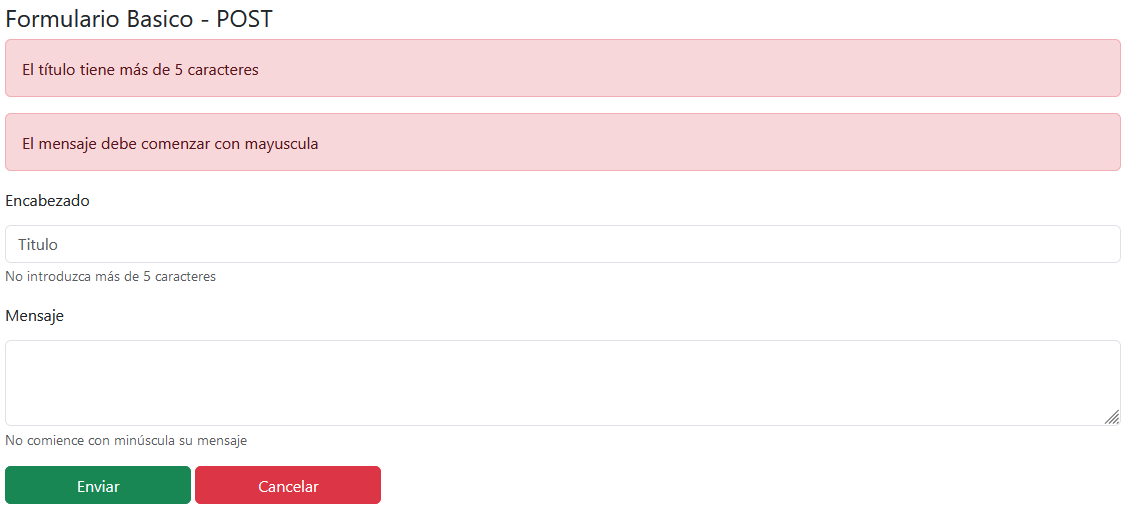 Formulario Basico - POST
El título tiene más de 5 caracteres
El mensaje debe comenzar con mayuscula
Encabezado
Titulo
No introduzca más de 5 caracteres
Mensaje
No comience con minúscula su mensaje
Enviar Cancelar